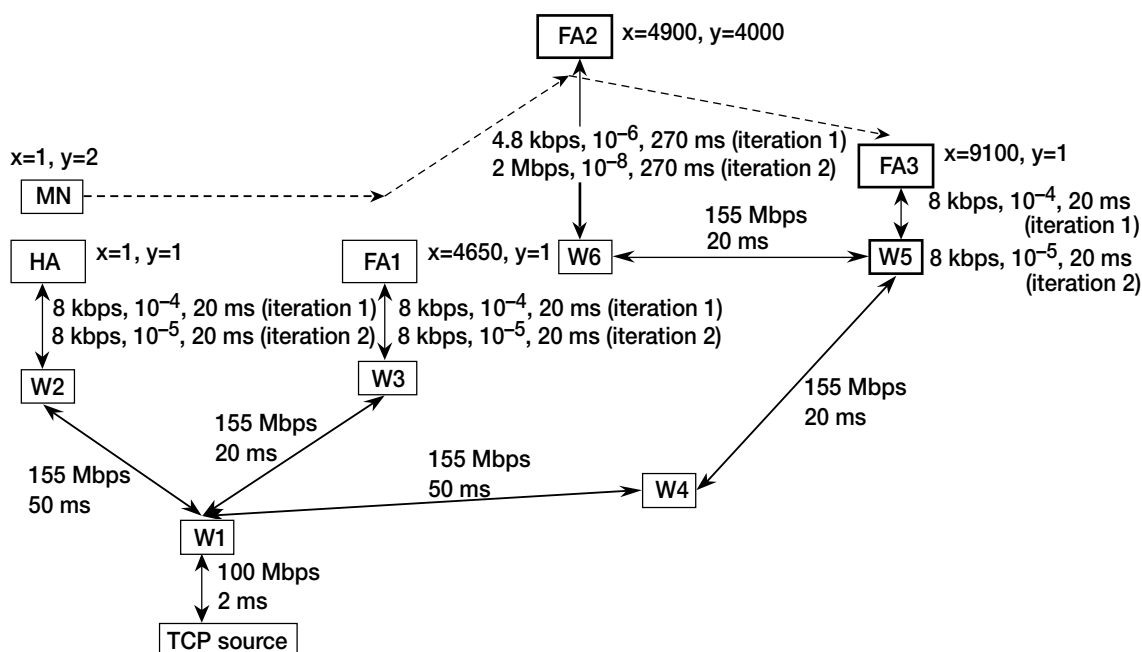 FA2
x=4900, y=4000
4.8 kbps, 10⁻⁶, 270 ms (iteration 1)
2 Mbps, 10⁻⁸, 270 ms (iteration 2)
x=1, y=2
MN
FA3
x=9100, y=1
8 kbps, 10⁻⁴, 20 ms
(iteration 1)
155 Mbps
20 ms
HA
x=1, y=1
FA1
x=4650, y=1
W6
W5
8 kbps, 10⁻⁵, 20 ms
(iteration 2)
8 kbps, 10⁻⁴, 20 ms (iteration 1)
8 kbps, 10⁻⁵, 20 ms (iteration 2)
8 kbps, 10⁻⁴, 20 ms (iteration 1)
8 kbps, 10⁻⁵, 20 ms (iteration 2)
W2
W3
155 Mbps
20 ms
155 Mbps
20 ms
155 Mbps
50 ms
155 Mbps
50 ms
W4
W1
100 Mbps
2 ms
TCP source